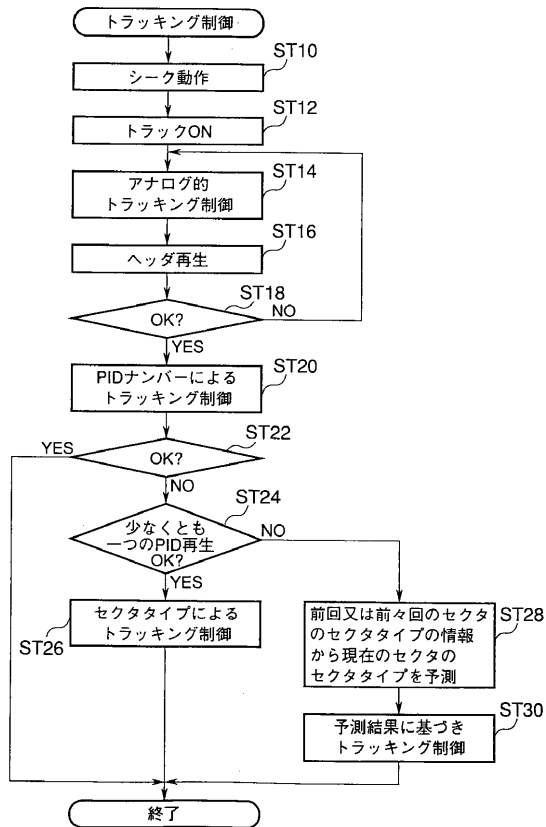 トラッキング制御
ST10
シーク動作
ST12
トラックON
ST14
アナログ的
トラッキング制御
ST16
ヘッダ再生
ST18
OK?
NO
YES
ST20
PIDナンバーによる
トラッキング制御
ST22
YES
OK?
NO
ST24
少なくとも
一つのPID再生
OK?
NO
YES
セクタタイプによる
トラッキング制御
ST26
前回又は前々回のセクタ
のセクタタイプの情報
から現在のセクタの
セクタタイプを予測
ST28
ST30
予測結果に基づき
トラッキング制御
終了